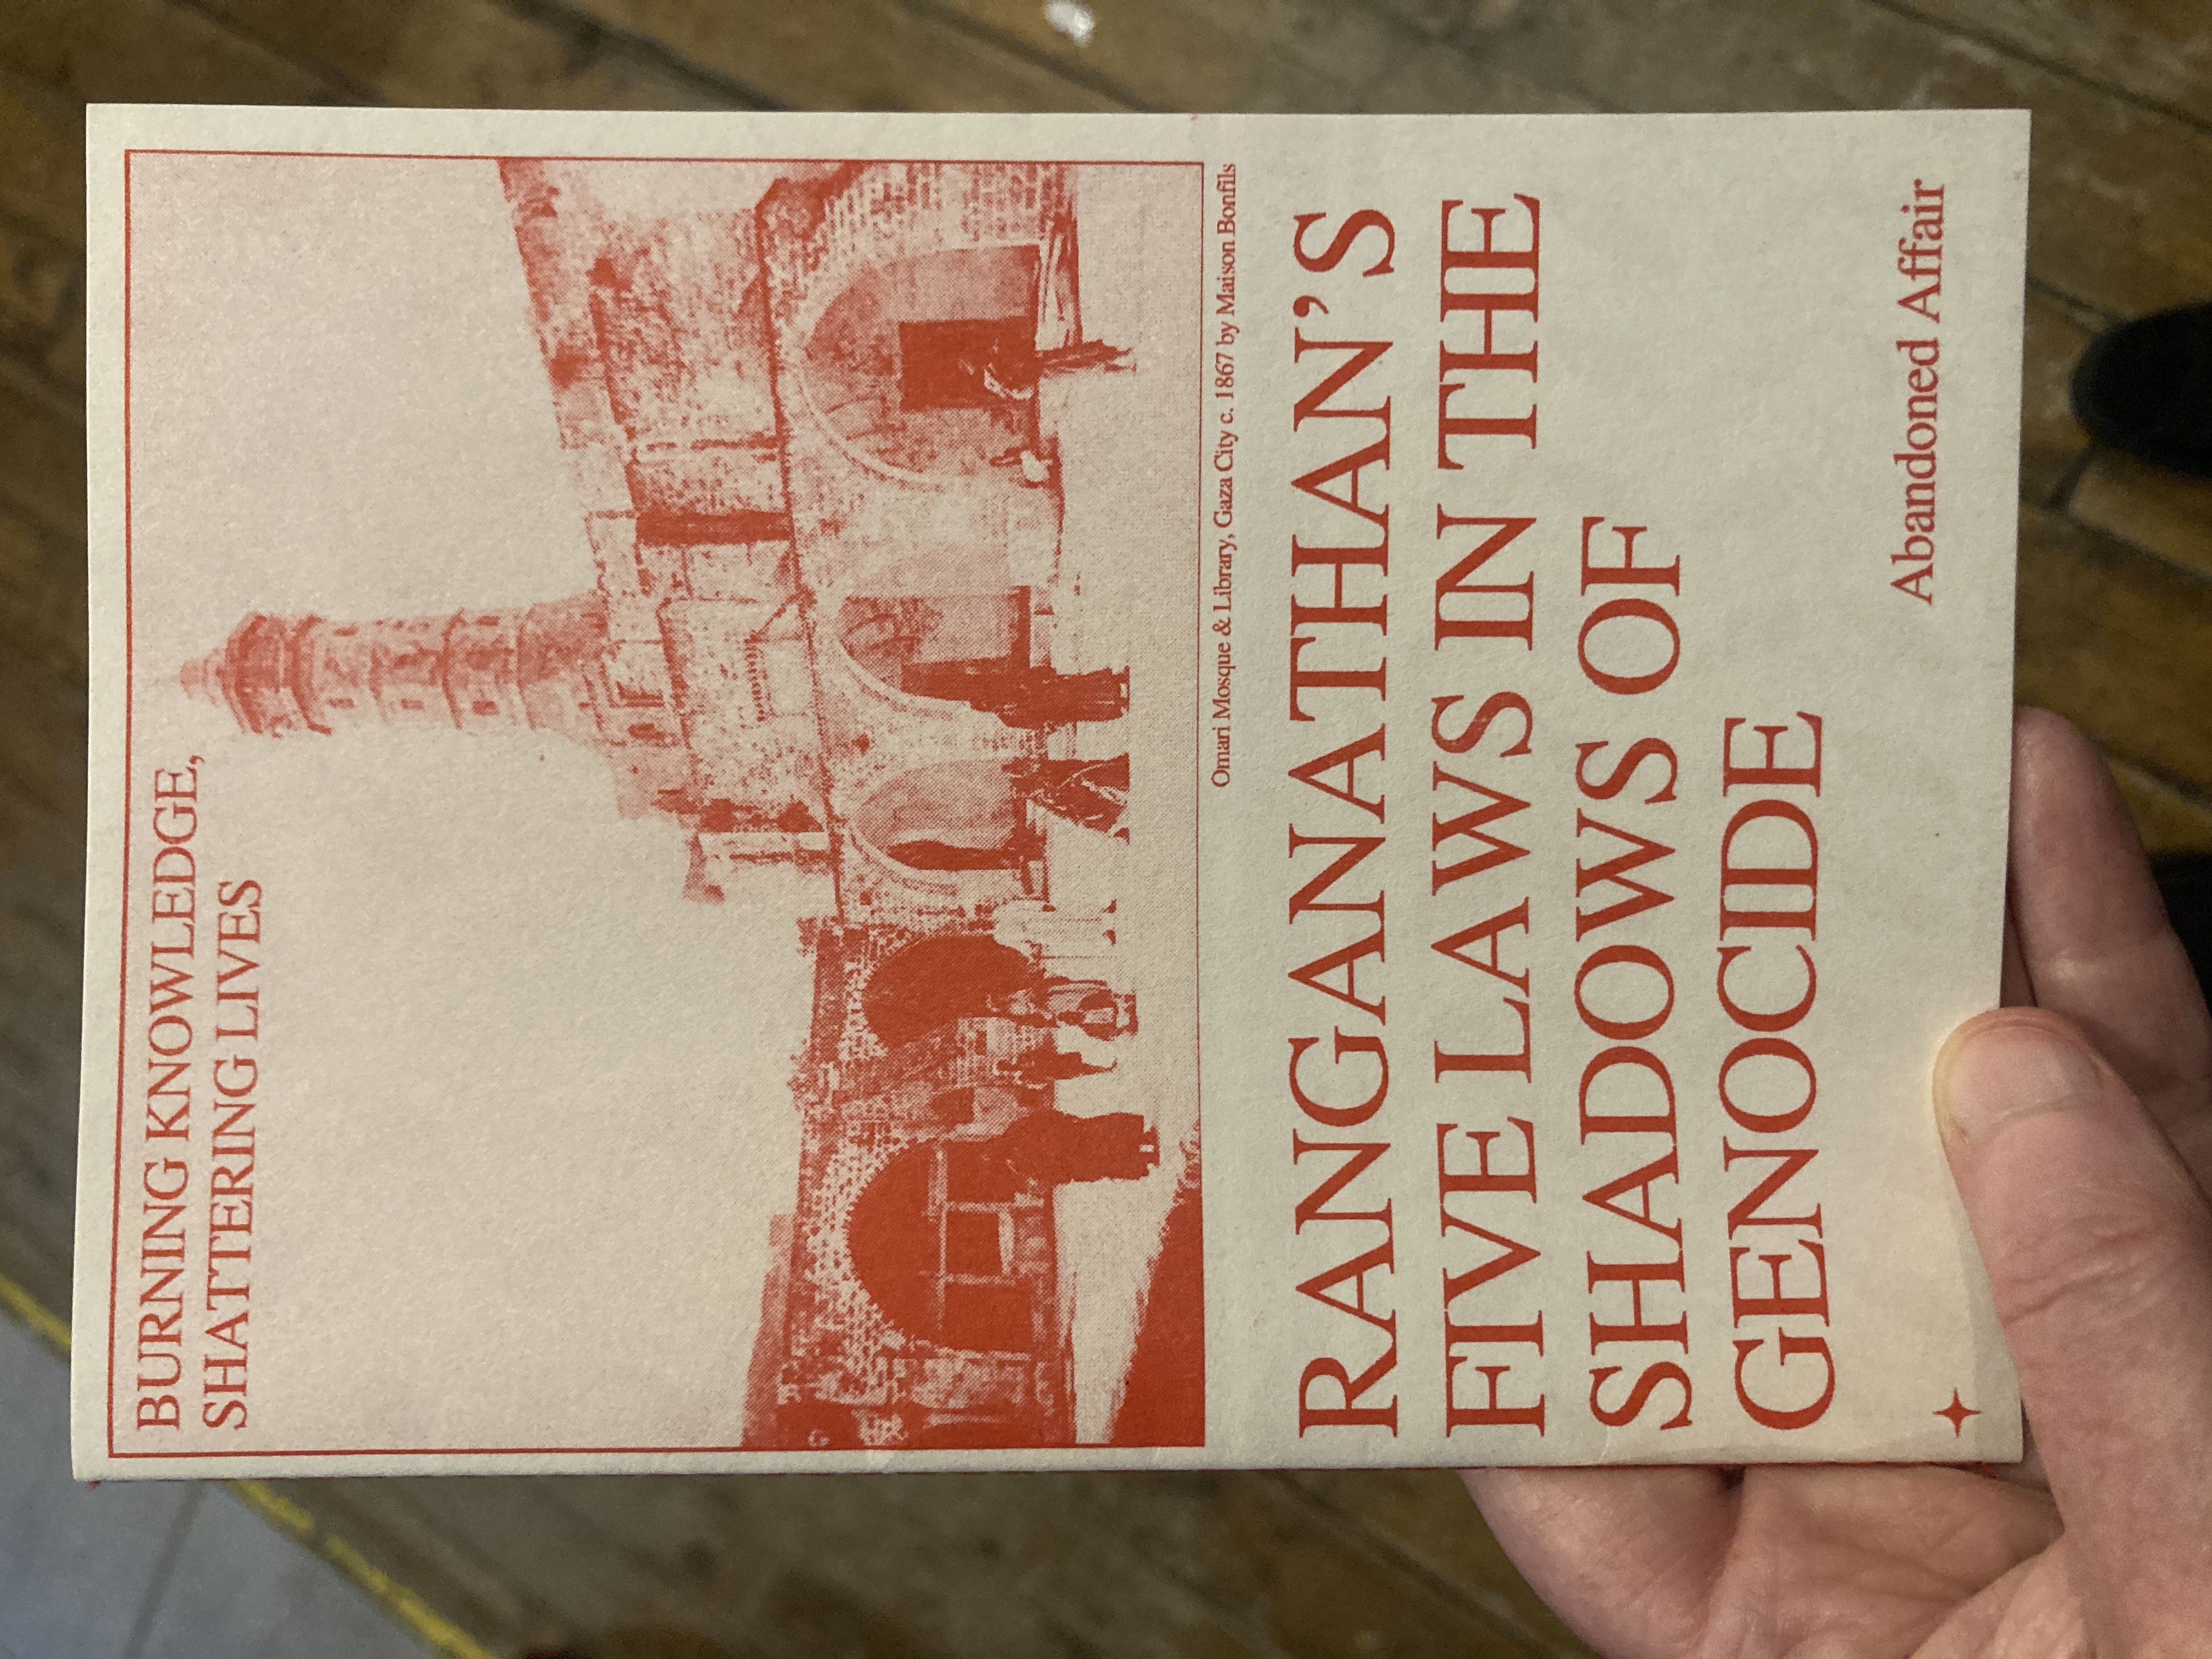 BURNING KNOWLEDGE,
SHATTERING LIVES
Omari Mosque & Library, Gaza City c. 1867 by Maison Bonfils
RANGANATHAN'S
FIVE LAWS IN THE
SHADOWS OF
GENOCIDE
Abandoned Affair